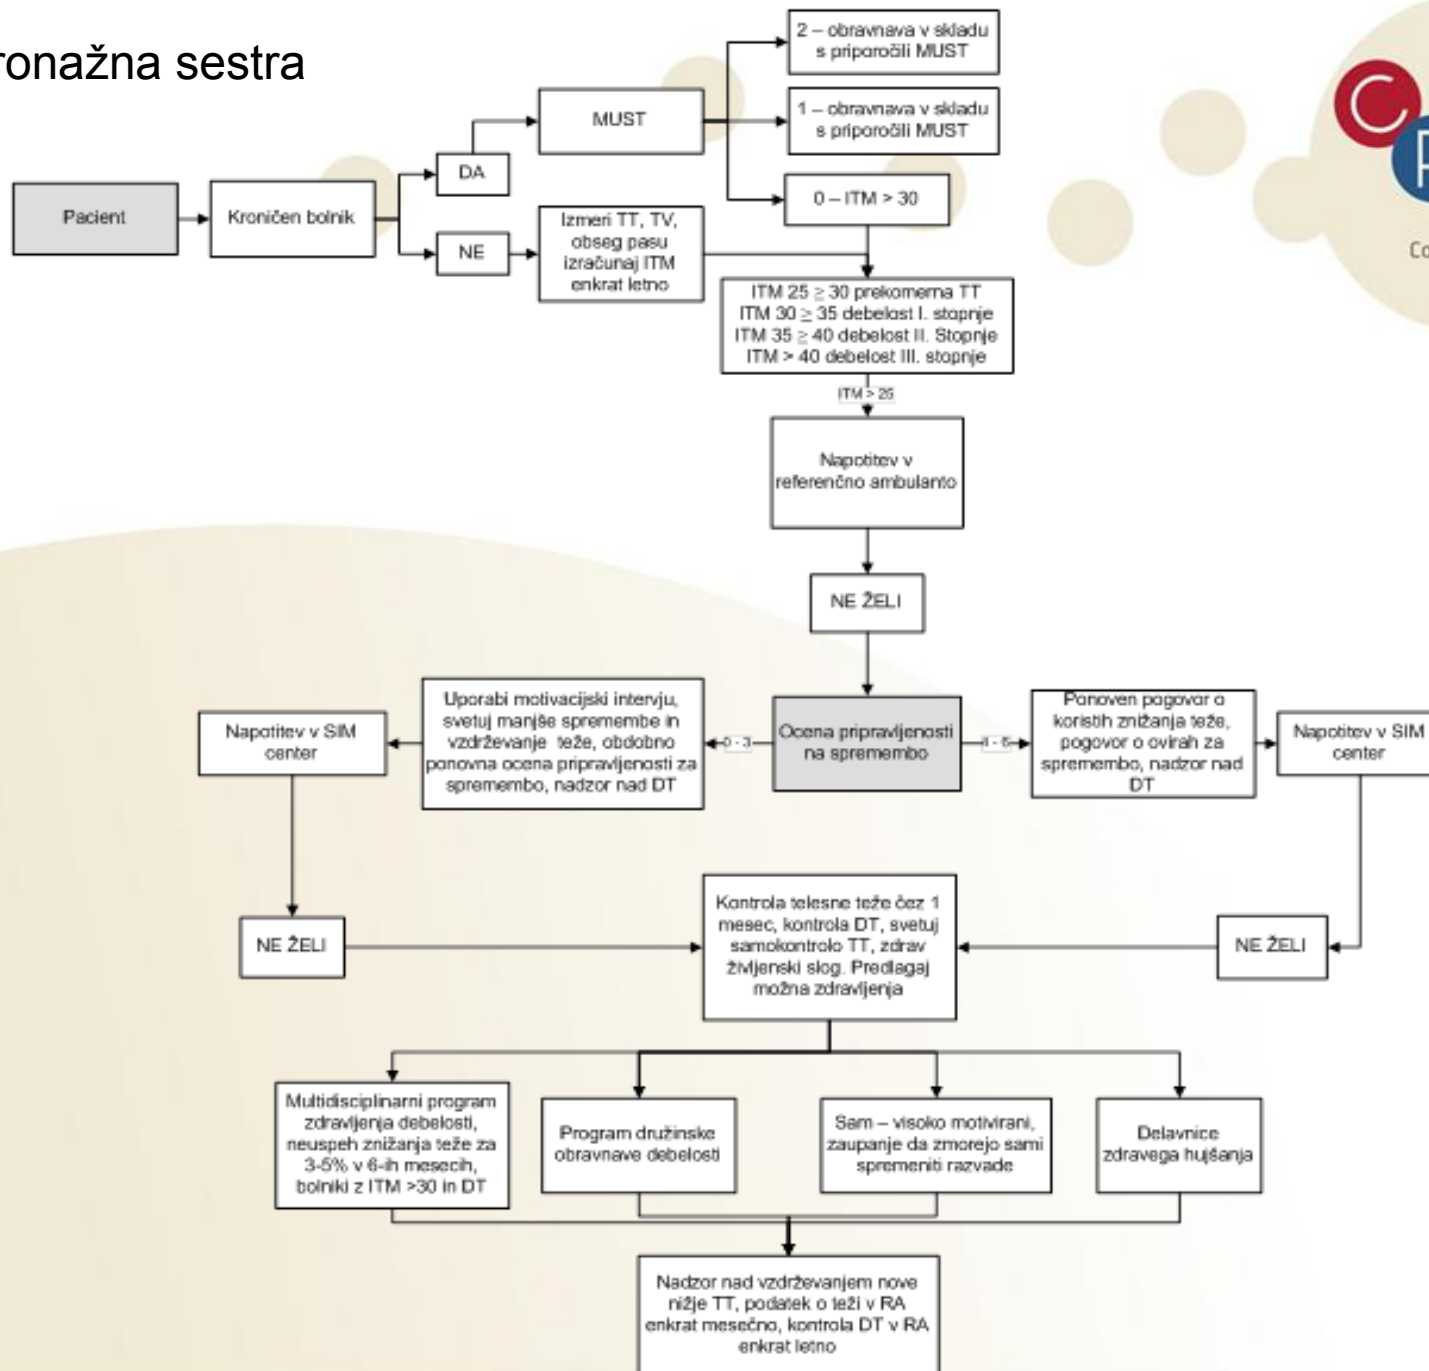 ronažna sestra
2 – obravnava v skladu
s priporočili MUST
MUST
1 – obravnava v skladu
s priporočili MUST
DA
0 – ITM > 30
Pacient
Kroničen bolnik
NE
Izmeri TT, TV,
obseg pasu
izračunaj ITM
enkrat letno
C
Co
ITM 25 ≥ 30 prekomerna TT
ITM 30 ≥ 35 debelost I. stopnje
ITM 35 ≥ 40 debelost II. Stopnje
ITM > 40 debelost III. stopnje
ITM > 25
Napotitev v
referenčno ambulanto
NE ŽELI
Napotitev v SIM
center
Uporabi motivacijski intervju,
svetuj manjše spremembe in
vzdrževanje teže, obdobno
ponovna ocena pripravljenosti za
spremembo, nadzor nad DT
0 - 3
Ocena pripravljenosti
na spremembo
Ponoven pogovor o
koristih znižanja teže,
pogovor o ovirah za
spremembo, nadzor nad
DT
Napotitev v SIM
center
NE ŽELI
Kontrola telesne teže čez 1
mesec, kontrola DT, svetuj
samokontrolo TT, zdrav
življenski slog. Predlagaj
možna zdravljenja
NE ŽELI
Multidisciplinarni program
zdravljenja debelosti,
neuspeh znižanja teže za
3-5% v 6-ih mesecih,
bolniki z ITM >30 in DT
Program družinske
obravnave debelosti
Sam – visoko motivirani,
zaupanje da zmorejo sami
spremeniti razvade
Delavnice
zdravega hujšanja
Nadzor nad vzdrževanjem nove
nižje TT, podatek o teži v RA
enkrat mesečno, kontrola DT v RA
enkrat letno